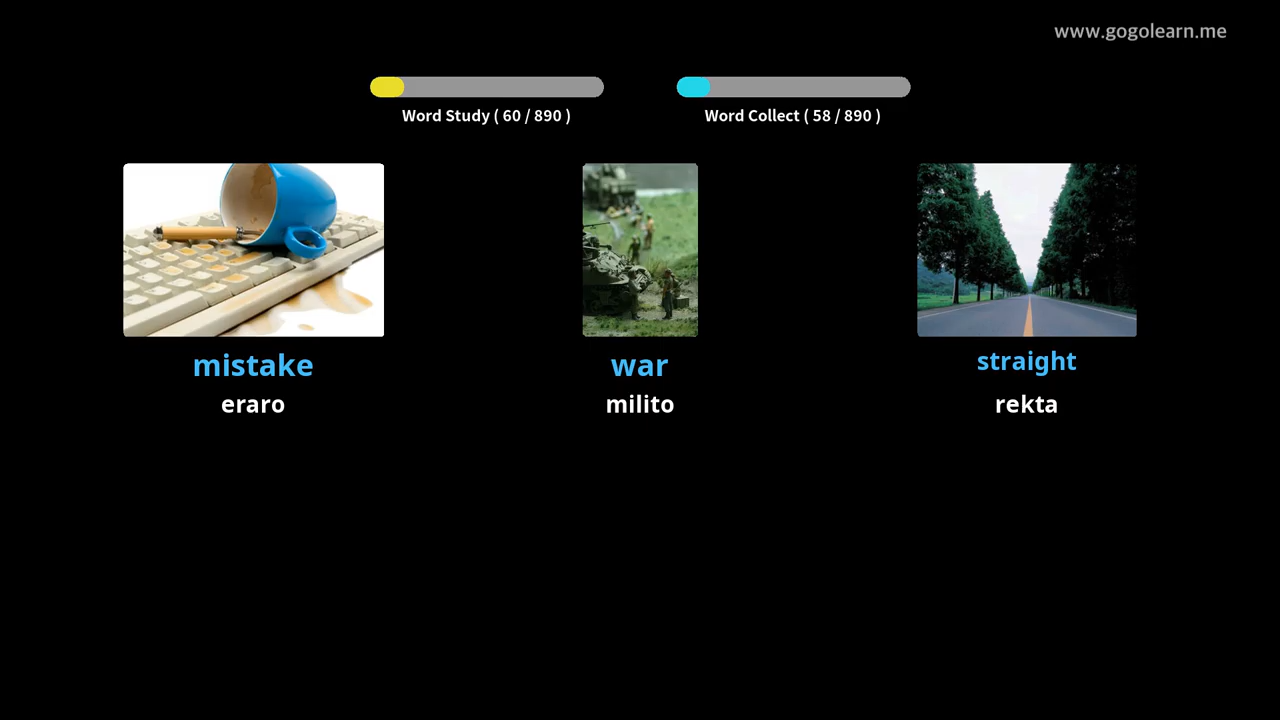 www.gogolearn.me
Word Study ( 60 / 890 )
Word Collect ( 58 / 890 )
mistake
eraro
war
milito
straight
rekta